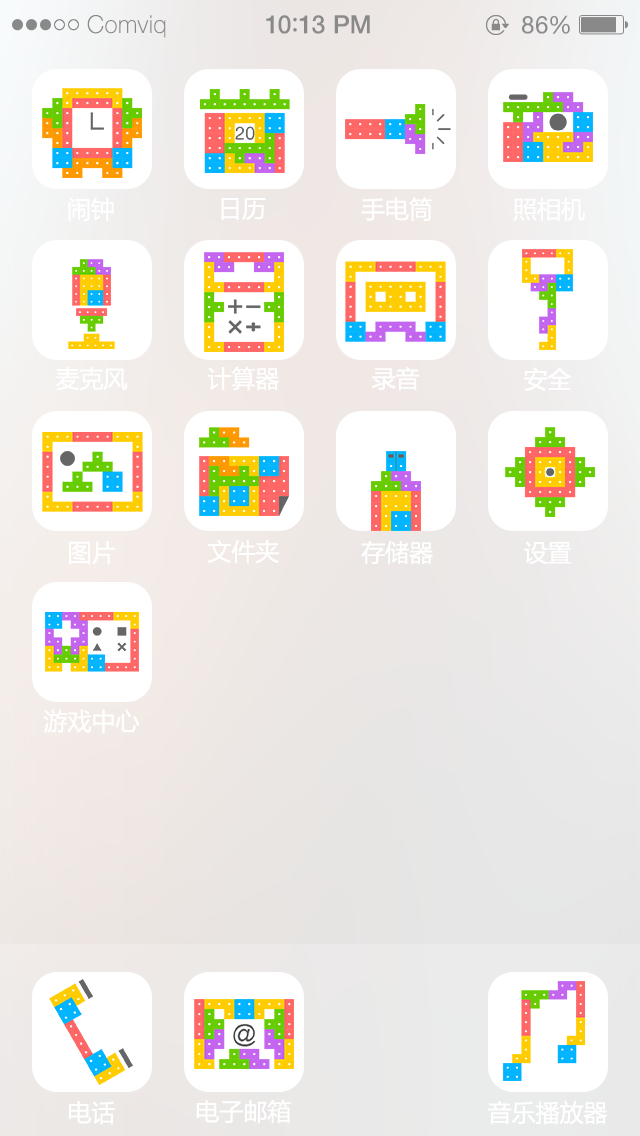 Comviq 10:13 PM 86%
20
闹钟 日历 手电筒 照相机
麦克风 计算器 录音 安全
图片 文件夹 存储器 设置
游戏中心
@
电话 电子邮箱 音乐播放器